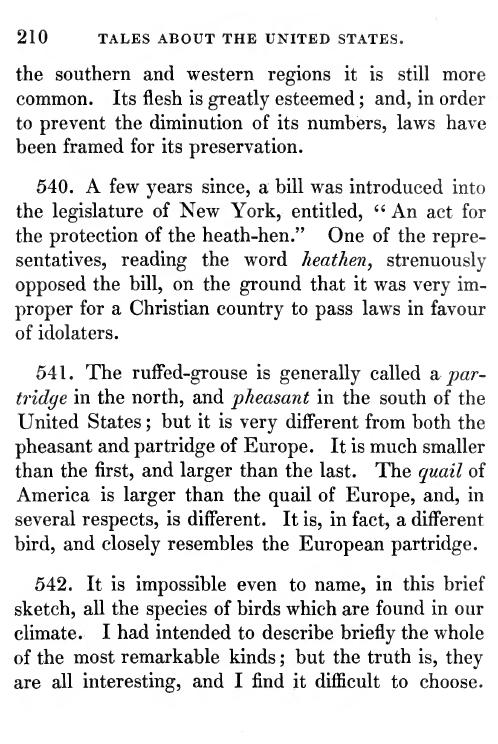 210 TALES ABOUT THE UNITED STATES.
the southern and western regions it is still more
common. Its flesh is greatly esteemed; and, in order
to prevent the diminution of its numbers, laws have
been framed for its preservation.
540. A few years since, a bill was introduced into
the legislature of New York, entitled, “ An act for
the protection of the heath-hen.” One of the repre-
sentatives, reading the word heathen, strenuously
opposed the bill, on the ground that it was very im-
proper for a Christian country to pass laws in favour
of idolaters.
541. The ruffed-grouse is generally called a par-
tridge in the north, and pheasant in the south of the
United States; but it is very different from both the
pheasant and partridge of Europe. It is much smaller
than the first, and larger than the last. The quail of
America is larger than the quail of Europe, and, in
several respects, is different. It is, in fact, a different
bird, and closely resembles the European partridge.
542. It is impossible even to name, in this brief
sketch, all the species of birds which are found in our
climate. I had intended to describe briefly the whole
of the most remarkable kinds; but the truth is, they
are all interesting, and I find it difficult to choose.